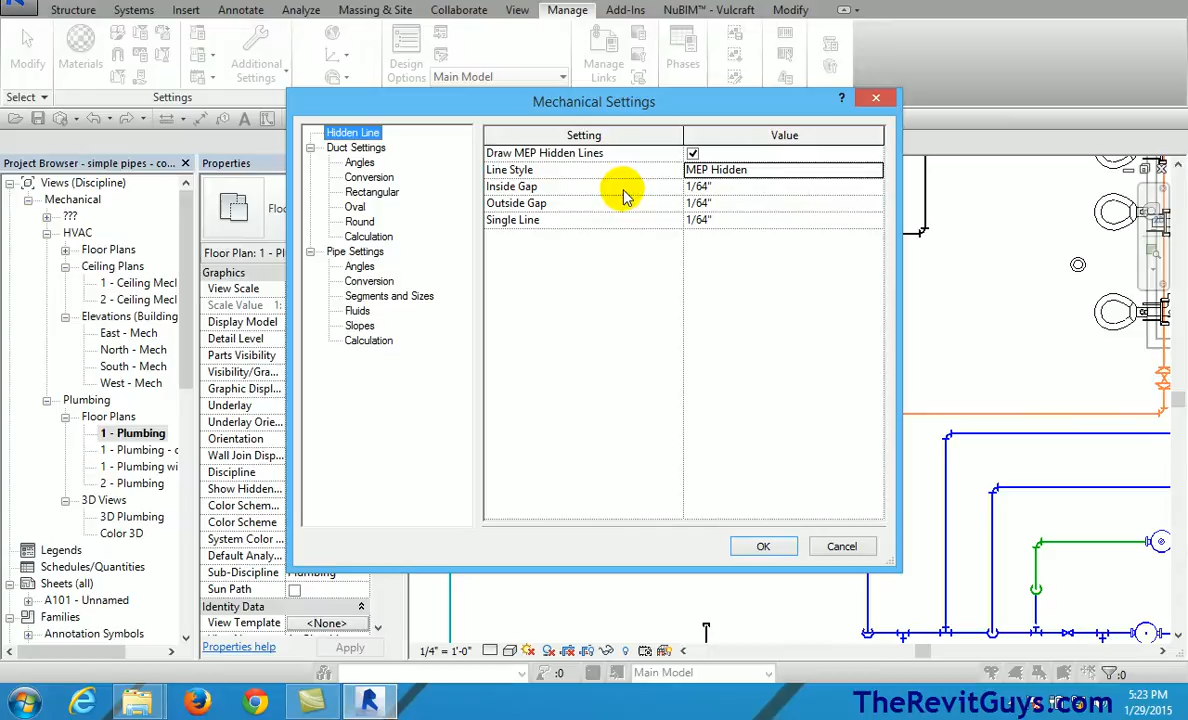 Structure Systems Insert Annotate Analyze Massing & Site Collaborate View Manage Add-Ins NuBIM™ - Vulcraft Modify
Modify Materials Additional Settings Design Options Main Model Manage Links Phases
Select Settings
Mechanical Settings
Project Browser - simple pipes - co...
Properties
Views (Discipline)
Mechanical
???
HVAC
Floor Plans
Ceiling Plans
1 - Ceiling Mecl
2 - Ceiling Mecl
Elevations (Building
East - Mech
North - Mech
South - Mech
West - Mech
Plumbing
Floor Plans
1 - Plumbing
1 - Plumbing - c
1 - Plumbing wi
2 - Plumbing
3D Views
3D Plumbing
Color 3D
Legends
Schedules/Quantities
Sheets (all)
A101 - Unnamed
Families
Annotation Symbols
Floor Plan: 1 - Pl
Graphics
View Scale
Scale Value 1:
Display Model
Detail Level
Parts Visibility
Visibility/Gra...
Graphic Displ...
Underlay
Underlay Orie...
Orientation
Wall Join Disp...
Discipline
Show Hidden...
Color Schem...
Color Scheme
System Color ...
Default Analy...
Sub-Discipline Plumbing
Sun Path
Identity Data
View Template <None>
Properties help Apply
Hidden Line
Duct Settings
Angles
Conversion
Rectangular
Oval
Round
Calculation
Pipe Settings
Angles
Conversion
Segments and Sizes
Fluids
Slopes
Calculation
Setting Value
Draw MEP Hidden Lines
Line Style MEP Hidden
Inside Gap 1/64"
Outside Gap 1/64"
Single Line 1/64"
OK Cancel
1/4" = 1'-0"
:0 Main Model :0
5:23 PM
1/29/2015
TheRevitGuys.com